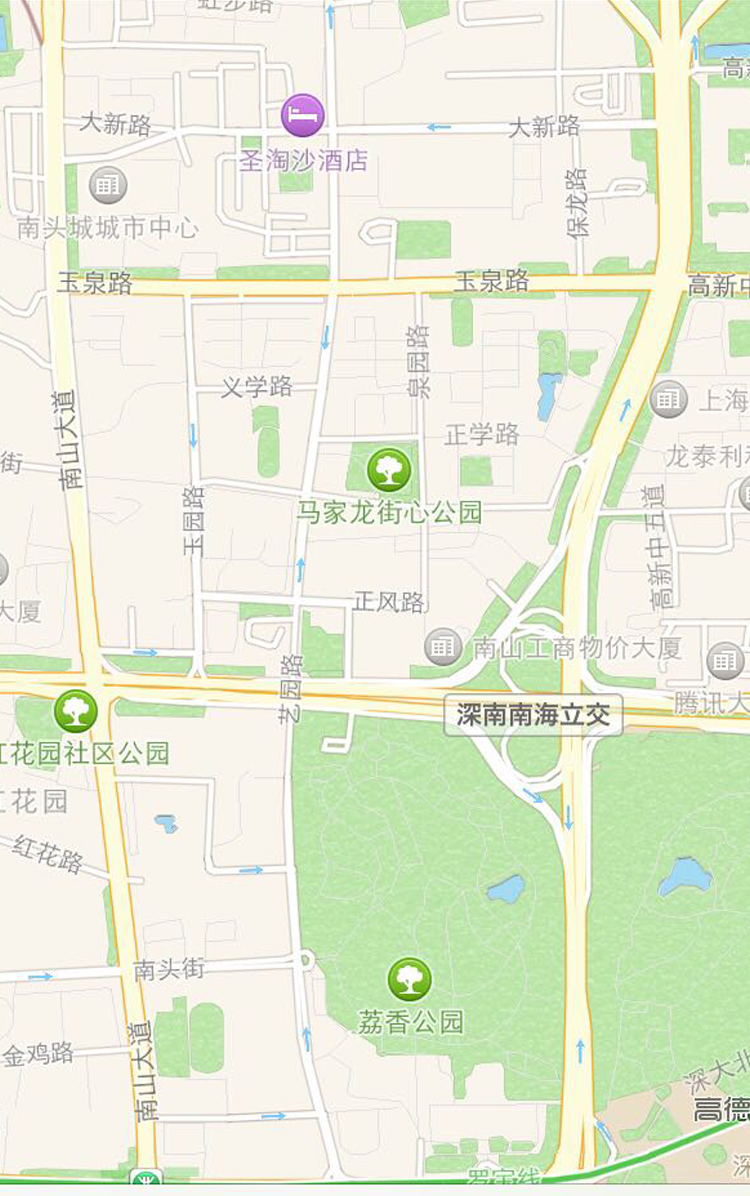 大新路
大新路
圣淘沙酒店
保龙路
南头城城市中心
玉泉路
玉泉路
高新中
泉园路
义学路
南山大道
上海
正学路
街
龙泰利
马家龙街心公园
玉园路
高新中五道
正风路
大厦
南山工商物价大厦
艺园路
腾讯大
深南南海立交
红花园社区公园
红花园
红花路
南头街
荔香公园
金鸡路
南山大道
深大北
高德
深
罗宝线